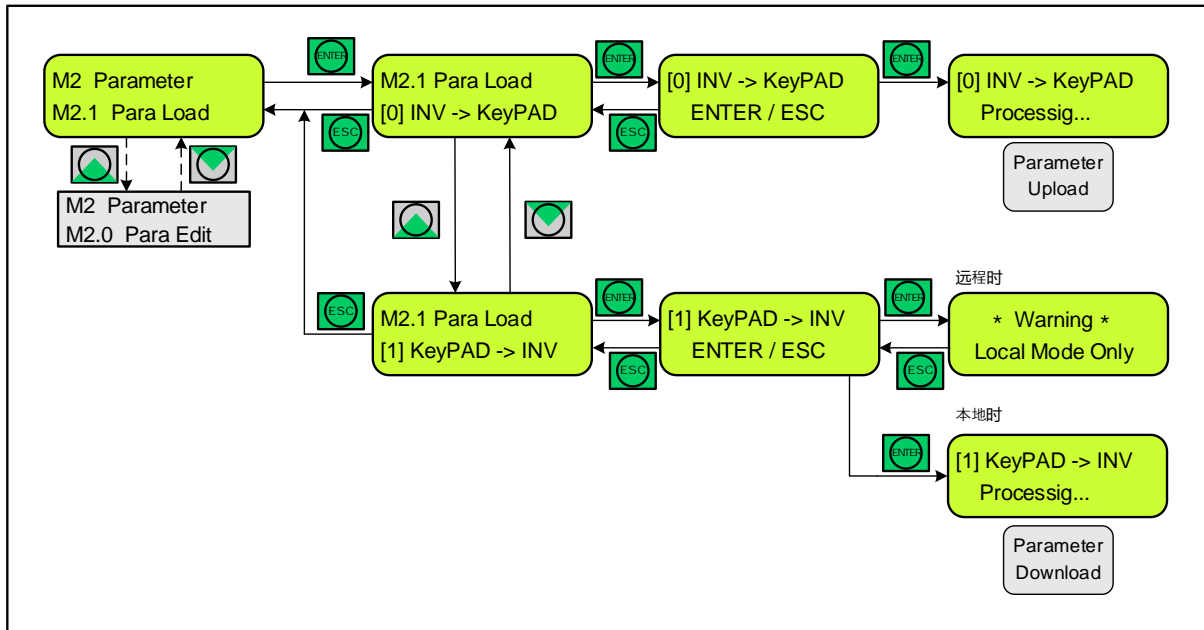 ENTER
ENTER
ENTER
M2 Parameter
M2.1 Para Load
M2.1 Para Load
[0] INV -> KeyPAD
[0] INV -> KeyPAD
ENTER / ESC
[0] INV -> KeyPAD
Processig...
ESC
ESC
Parameter
Upload
M2 Parameter
M2.0 Para Edit
远程时
ESC
ENTER
ENTER
M2.1 Para Load
[1] KeyPAD -> INV
[1] KeyPAD -> INV
ENTER / ESC
* Warning *
Local Mode Only
ESC
ESC
本地时
ENTER
[1] KeyPAD -> INV
Processig...
Parameter
Download